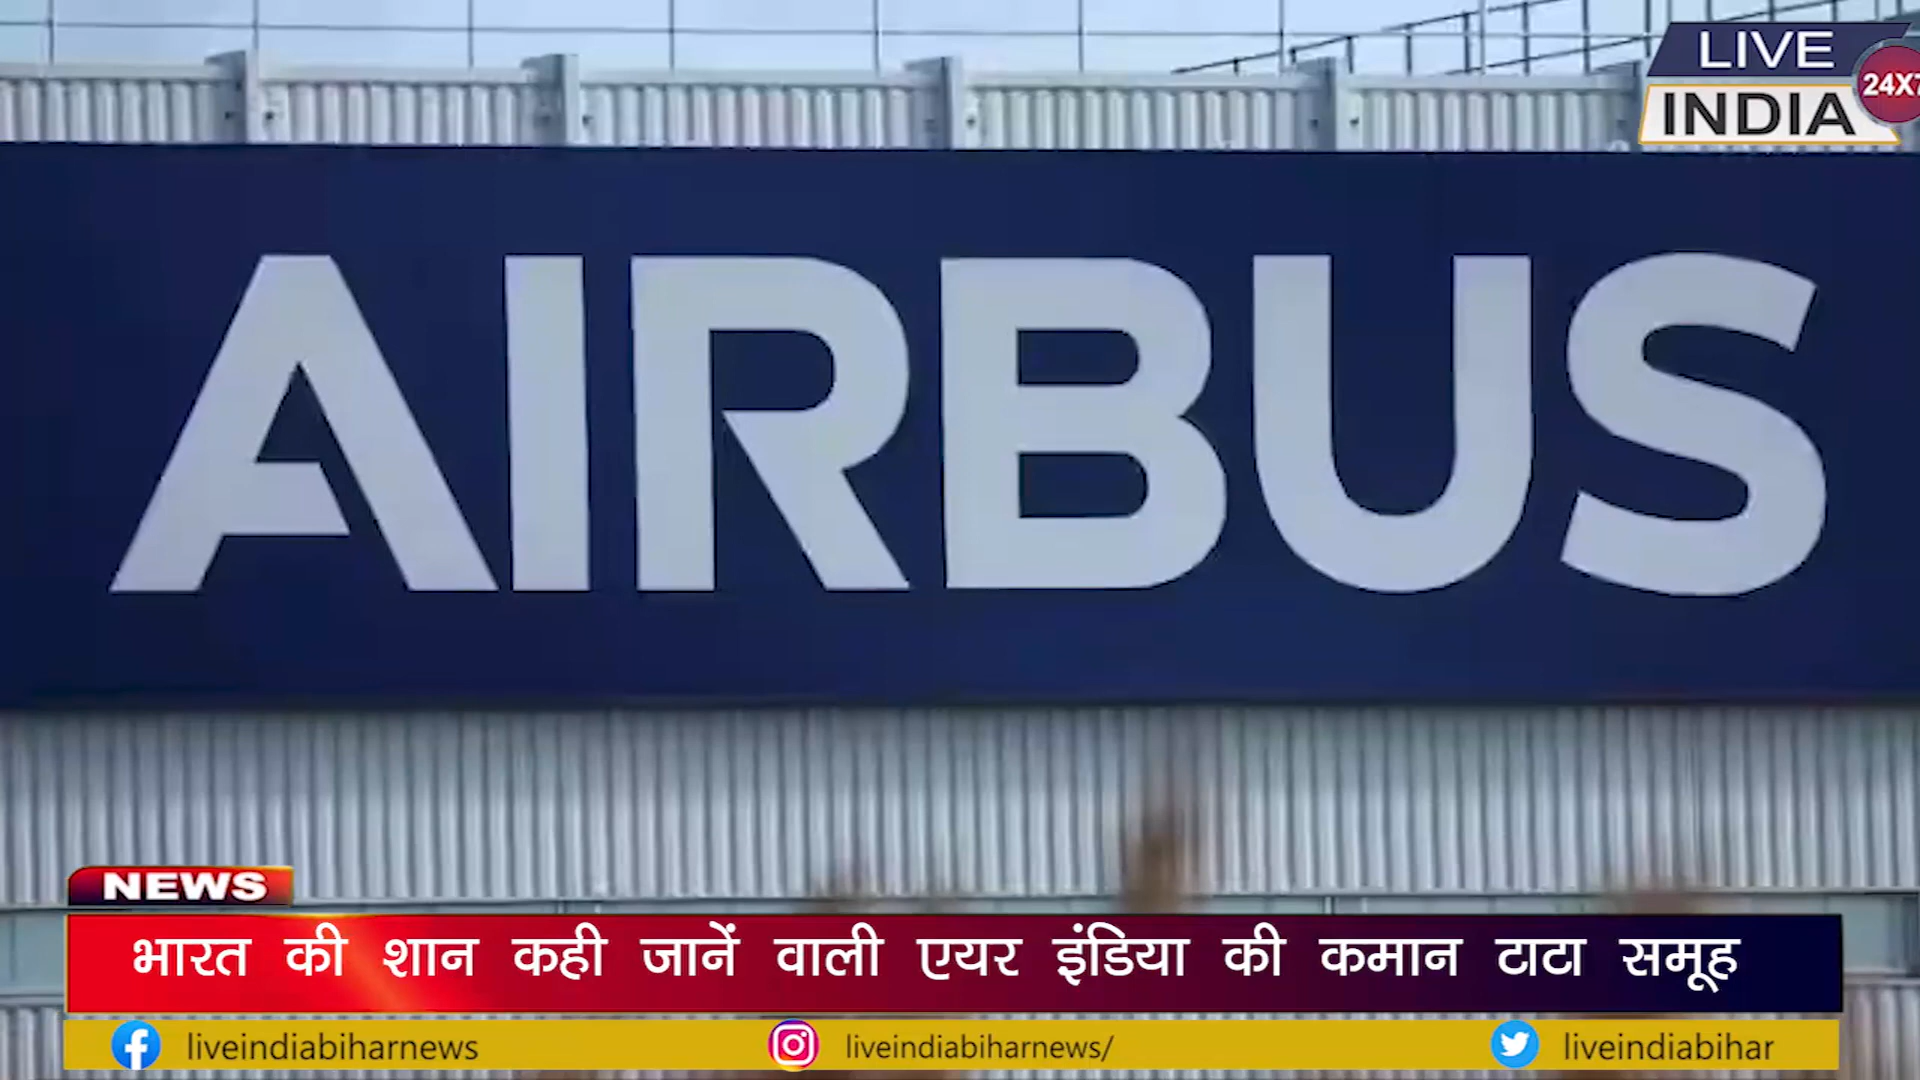 LIVE
INDIA
24X7
AIRBUS
NEWS
भारत की शान कही जानें वाली एयर इंडिया की कमान टाटा समूह
liveindiabiharnews
liveindiabiharnews/
liveindiabihar